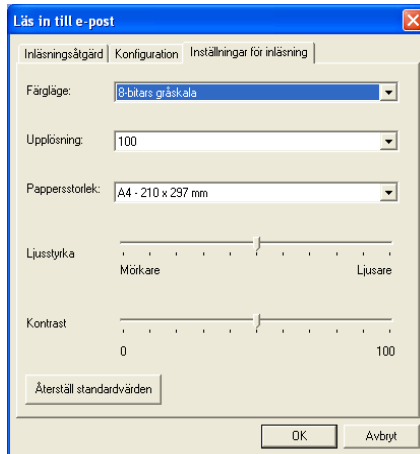 Läs in till e-post
Inläsningsåtgärd Konfiguration Inställningar för inläsning
Färgläge: 8-bitars gråskala
Upplösning: 100
Pappersstorlek: A4 - 210 x 297 mm
Ljusstyrka
Mörkare Ljusare
Kontrast
0 100
Återställ standardvärden
OK Avbryt